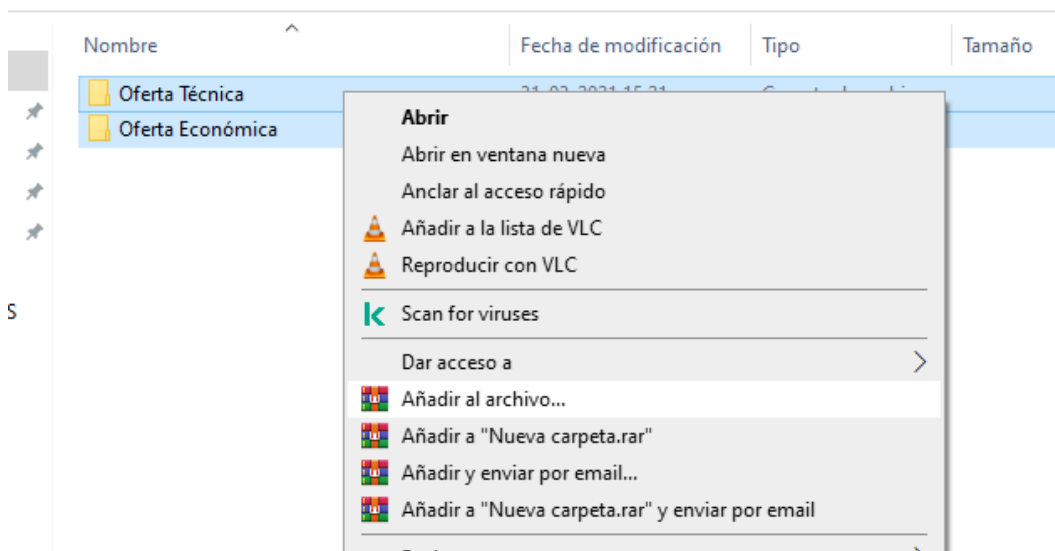 Nombre Fecha de modificación Tipo Tamaño
Oferta Técnica
Oferta Económica
Abrir
Abrir en ventana nueva
Anclar al acceso rápido
Añadir a la lista de VLC
Reproducir con VLC
S
Scan for viruses
Dar acceso a
Añadir al archivo...
Añadir a "Nueva carpeta.rar"
Añadir y enviar por email...
Añadir a "Nueva carpeta.rar" y enviar por email